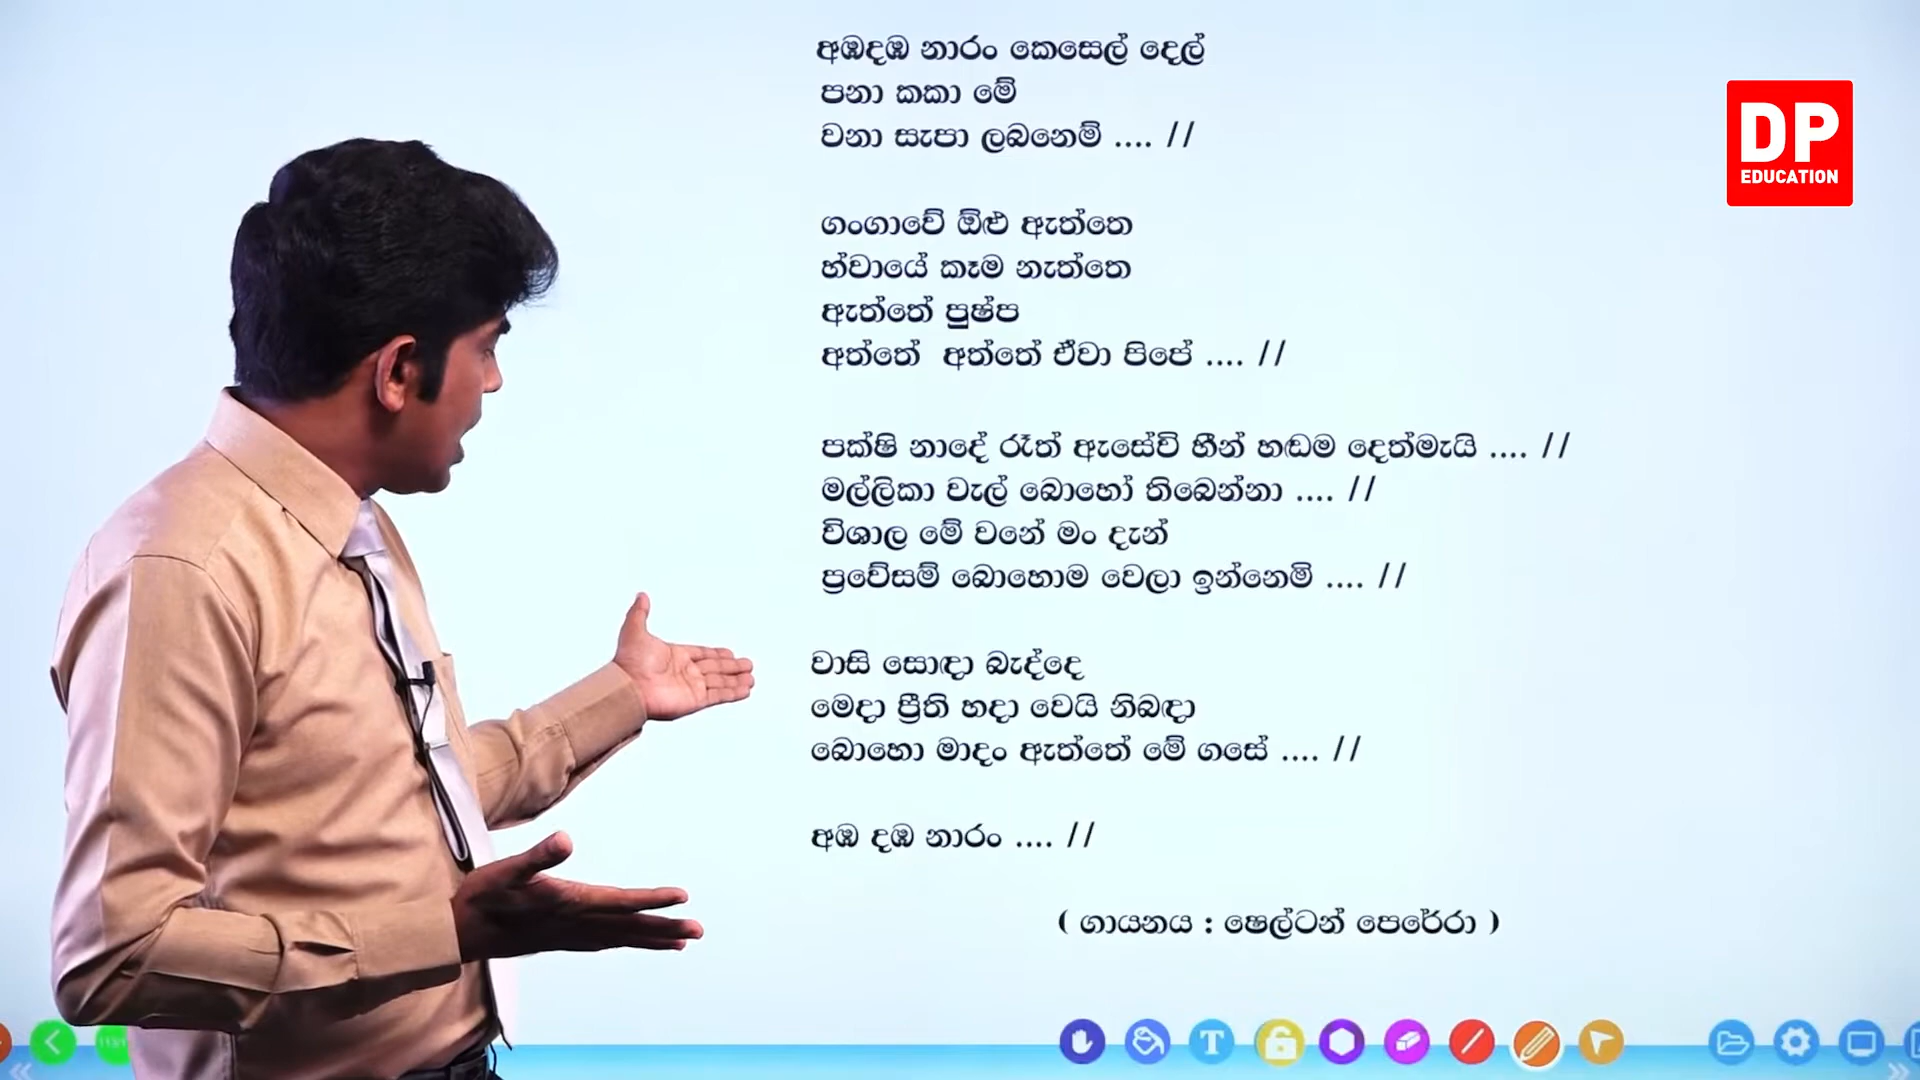 අඹදඹ නාරං කෙසෙල් දෙල්
පනා කකා මේ
වනා සැපා ලබනෙමි .... //
ගංගාවේ ඕළු ඇත්තෙ
හ්වායේ කෑම නැත්තෙ
ඇත්තේ පුෂ්ප
අත්තේ අත්තේ ඒවා පිපේ .... //
පක්ෂි නාදේ රෑත් ඇසේවි හීන් හඬම දෙත්මැයි .... //
මල්ලිකා වැල් බොහෝ තිබෙන්නා .... //
විශාල මේ වනේ මං දැන්
ප්‍රවේසම් බොහොම වෙලා ඉන්නෙමි .... //
වාසි සොඳා බැද්දෙ
මෙදා ප්‍රීති හදා වෙයි නිබඳා
බොහො මාදං ඇත්තේ මේ ගසේ .... //
අඹ දඹ නාරං .... //
( ගායනය : ෂෙල්ටන් පෙරේරා )
DP
EDUCATION
T